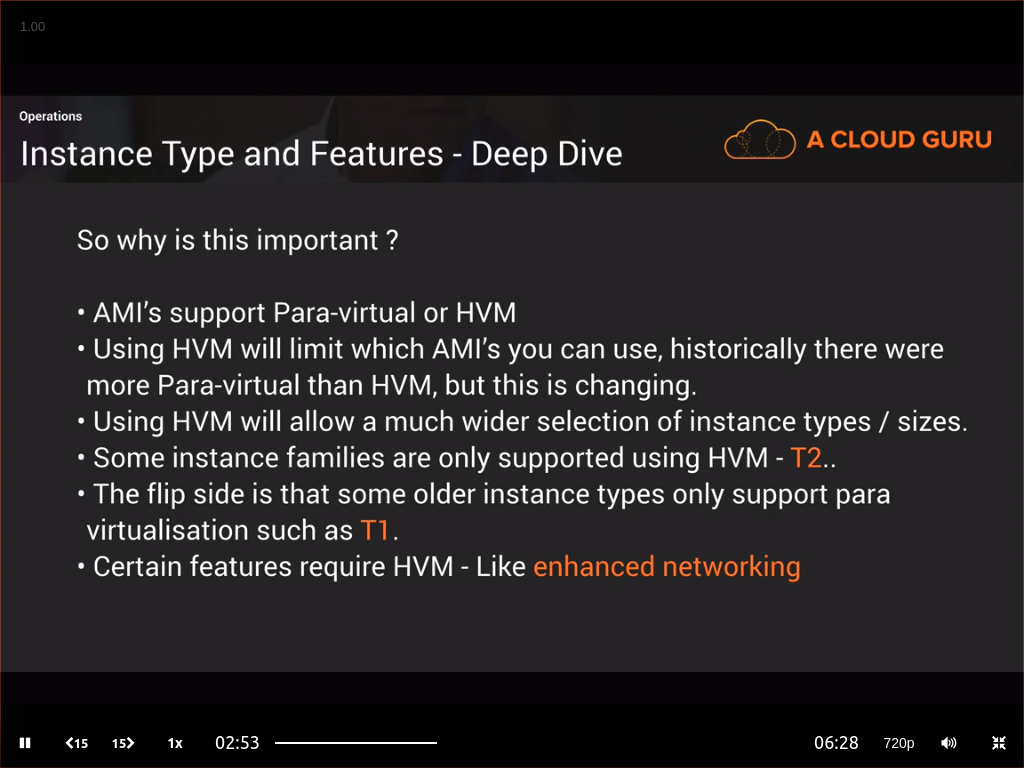 1.00
Operations
Instance Type and Features - Deep Dive
A CLOUD GURU
So why is this important ?
• AMI’s support Para-virtual or HVM
• Using HVM will limit which AMI’s you can use, historically there were
more Para-virtual than HVM, but this is changing.
• Using HVM will allow a much wider selection of instance types / sizes.
• Some instance families are only supported using HVM - T2..
• The flip side is that some older instance types only support para
virtualisation such as T1.
• Certain features require HVM - Like enhanced networking
15 15 1x 02:53 06:28 720p